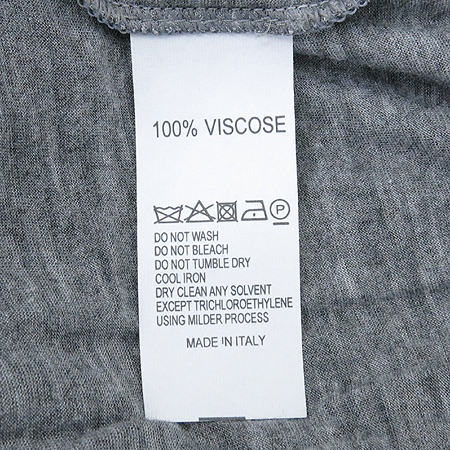 100% VISCOSE
P
DO NOT WASH
DO NOT BLEACH
DO NOT TUMBLE DRY
COOL IRON
DRY CLEAN ANY SOLVENT
EXCEPT TRICHLOROETHYLENE
USING MILDER PROCESS
MADE IN ITALY